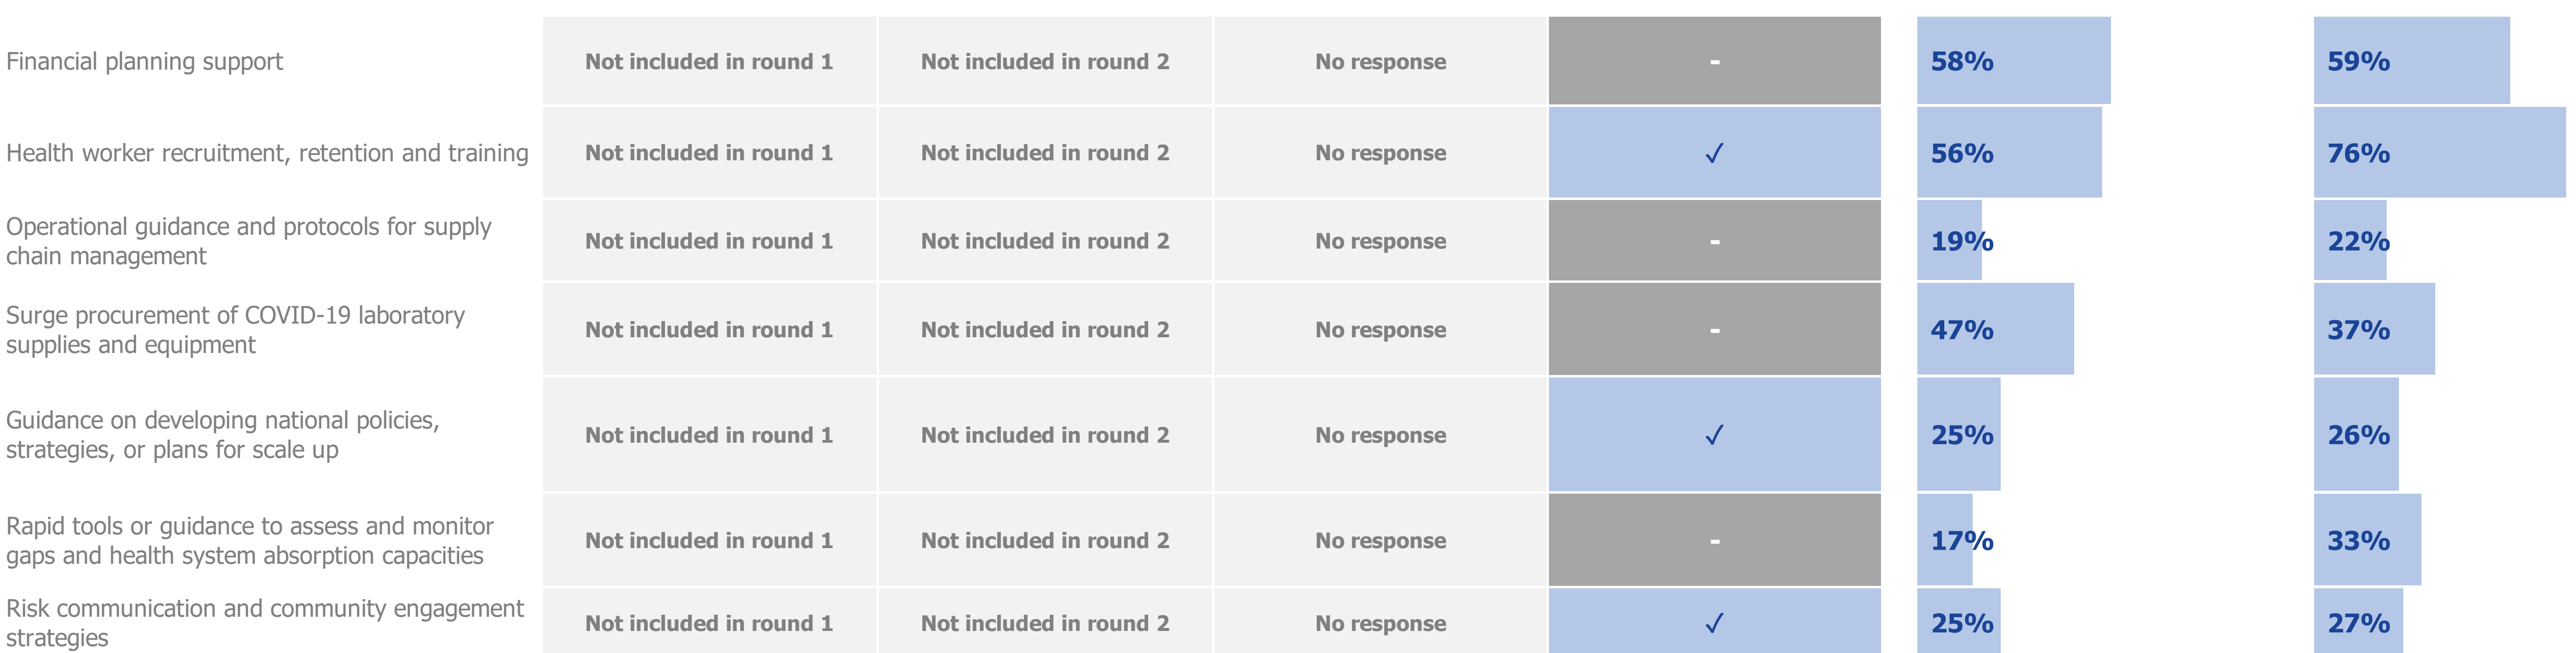 Financial planning support Not included in round 1 Not included in round 2 No response - 58% 59%
Health worker recruitment, retention and training Not included in round 1 Not included in round 2 No response ✓ 56% 76%
Operational guidance and protocols for supply
chain management Not included in round 1 Not included in round 2 No response - 19% 22%
Surge procurement of COVID-19 laboratory
supplies and equipment Not included in round 1 Not included in round 2 No response - 47% 37%
Guidance on developing national policies,
strategies, or plans for scale up Not included in round 1 Not included in round 2 No response ✓ 25% 26%
Rapid tools or guidance to assess and monitor
gaps and health system absorption capacities Not included in round 1 Not included in round 2 No response - 17% 33%
Risk communication and community engagement
strategies Not included in round 1 Not included in round 2 No response ✓ 25% 27%